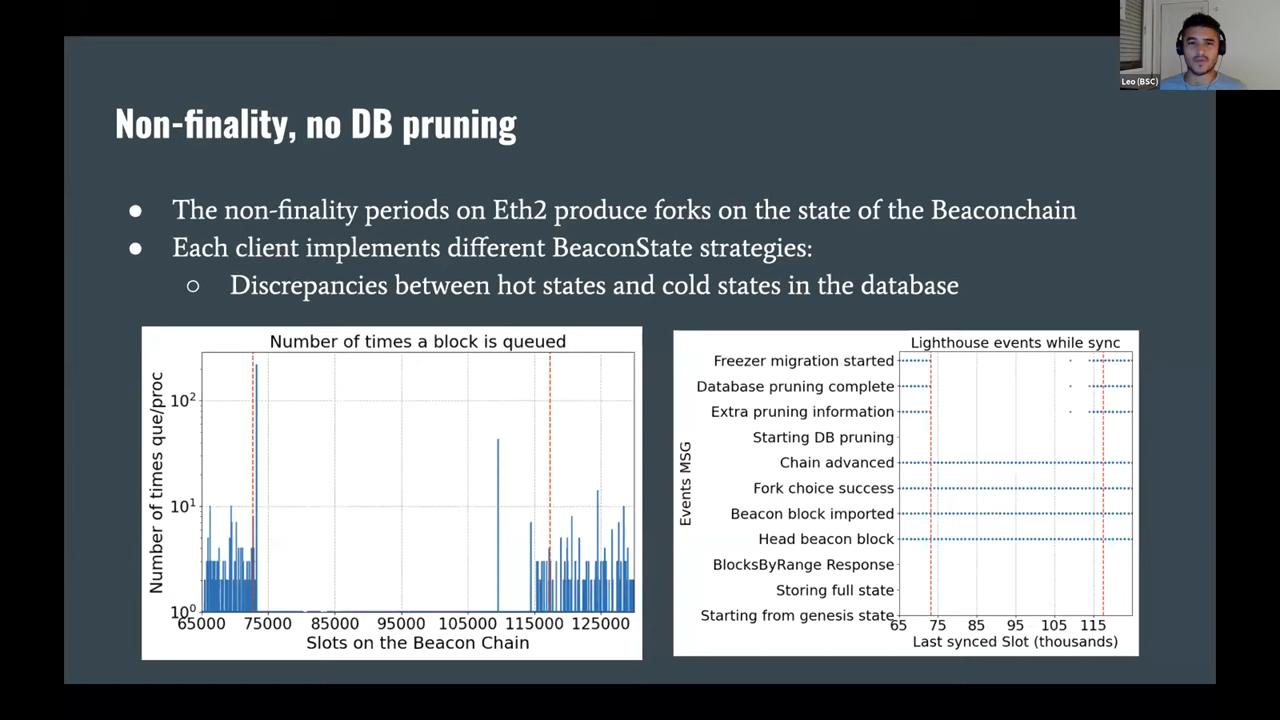 Leo (BSC)
Non-finality, no DB pruning
● The non-finality periods on Eth2 produce forks on the state of the Beaconchain
● Each client implements different BeaconState strategies:
○ Discrepancies between hot states and cold states in the database
Number of times a block is queued
Number of times que/proc
10²
10¹
10⁰
65000 75000 85000 95000 105000 115000 125000
Slots on the Beacon Chain
Lighthouse events while sync
Events MSG
Freezer migration started
Database pruning complete
Extra pruning information
Starting DB pruning
Chain advanced
Fork choice success
Beacon block imported
Head beacon block
BlocksByRange Response
Storing full state
Starting from genesis state
65 75 85 95 105 115
Last synced Slot (thousands)